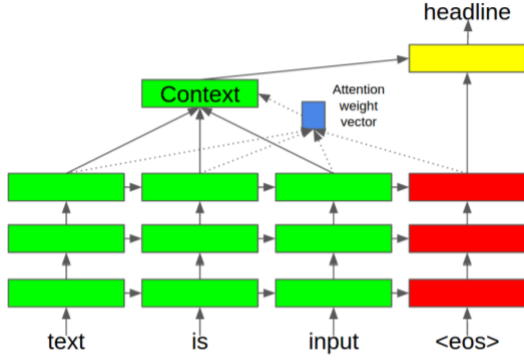 headline
Context
Attention
weight
vector
text is input <eos>